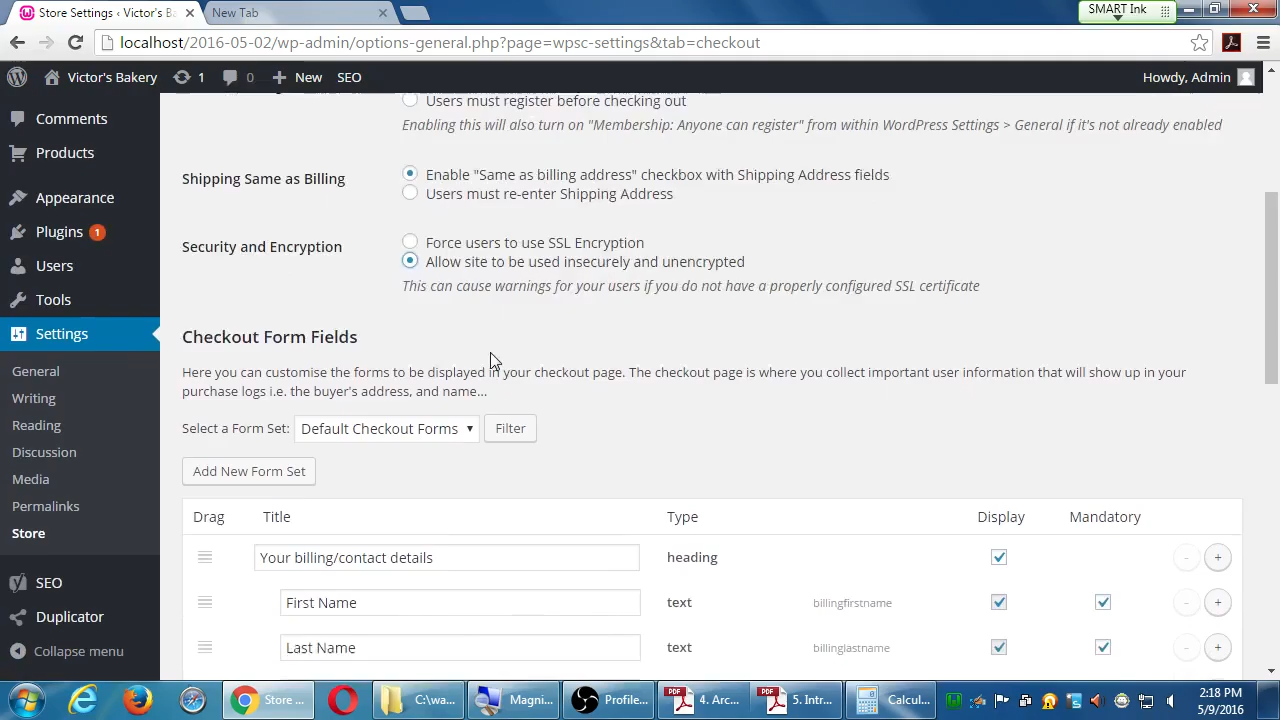 Store Settings ‹ Victor's Ba
New Tab
SMART Ink
localhost/2016-05-02/wp-admin/options-general.php?page=wpsc-settings&tab=checkout
Victor's Bakery
1
0
New
SEO
Howdy, Admin
Comments
Products
Appearance
Plugins 1
Users
Tools
Settings
General
Writing
Reading
Discussion
Media
Permalinks
Store
SEO
Duplicator
Collapse menu
Users must register before checking out
Enabling this will also turn on "Membership: Anyone can register" from within WordPress Settings > General if it's not already enabled
Shipping Same as Billing
Enable "Same as billing address" checkbox with Shipping Address fields
Users must re-enter Shipping Address
Security and Encryption
Force users to use SSL Encryption
Allow site to be used insecurely and unencrypted
This can cause warnings for your users if you do not have a properly configured SSL certificate
Checkout Form Fields
Here you can customise the forms to be displayed in your checkout page. The checkout page is where you collect important user information that will show up in your
purchase logs i.e. the buyer's address, and name...
Select a Form Set: Default Checkout Forms Filter
Add New Form Set
Drag Title Type Display Mandatory
Your billing/contact details heading - +
First Name text billingfirstname - +
Last Name text billinglastname - +
Store ...
C:\wa...
Magni...
Profile...
PDF 4. Arc...
PDF 5. Intr...
Calcul...
2:18 PM
5/9/2016